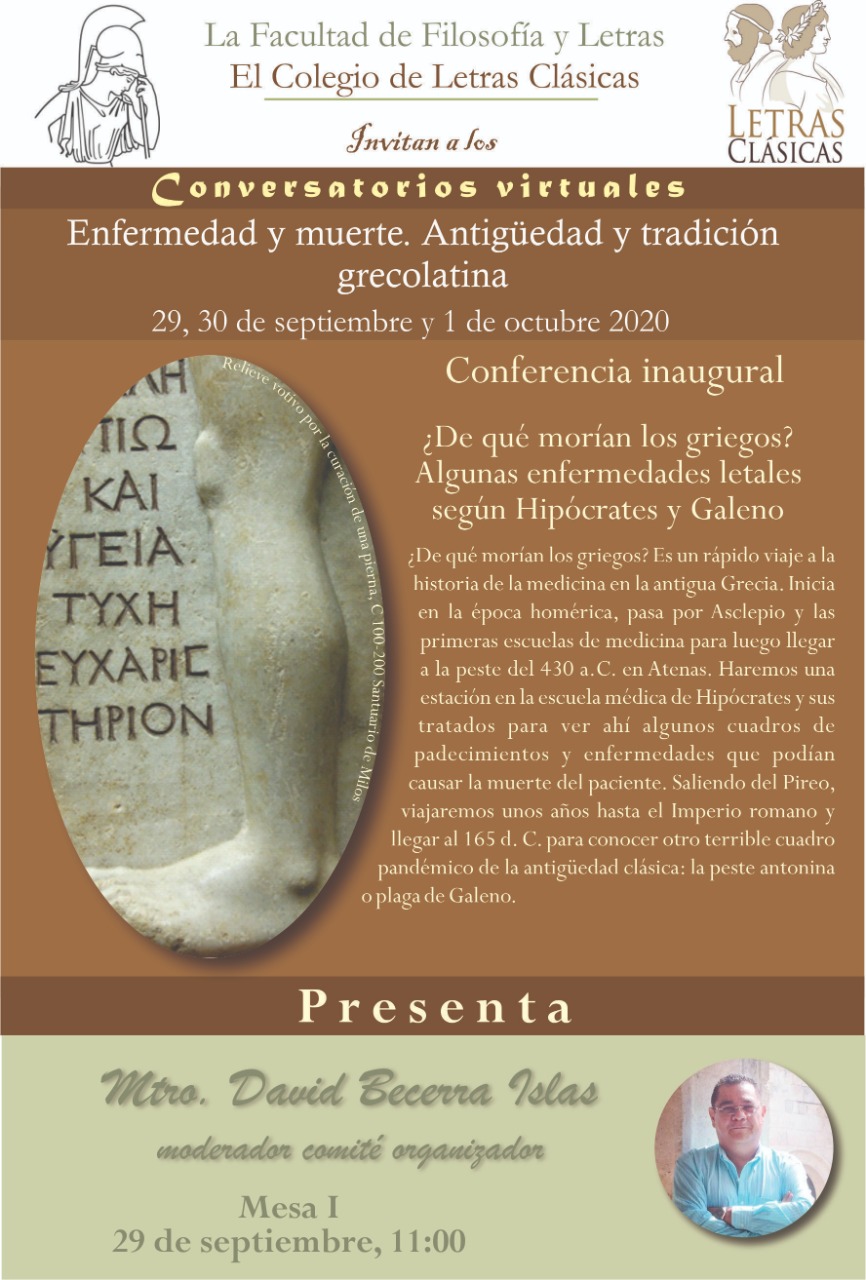 La Facultad de Filosofía y Letras
El Colegio de Letras Clásicas
Invitan a los
LETRAS
CLÁSICAS
Conversatorios virtuales
Enfermedad y muerte. Antigüedad y tradición
grecolatina
29, 30 de septiembre y 1 de octubre 2020
ΤΙΩ
ΚΑΙ
ΥΓΕΙΑ
ΤΥΧΗ
ΕΥΧΑΡΙΣ
ΤΗΡΙΟΝ
Relieve votivo por la curación de una pierna, C 100-200 Santuario de Milos
Conferencia inaugural
¿De qué morían los griegos?
Algunas enfermedades letales
según Hipócrates y Galeno
¿De qué morían los griegos? Es un rápido viaje a la
historia de la medicina en la antigua Grecia. Inicia
en la época homérica, pasa por Asclepio y las
primeras escuelas de medicina para luego llegar
a la peste del 430 a.C. en Atenas. Haremos una
estación en la escuela médica de Hipócrates y sus
tratados para ver ahí algunos cuadros de
padecimientos y enfermedades que podían
causar la muerte del paciente. Saliendo del Pireo,
viajaremos unos años hasta el Imperio romano y
llegar al 165 d. C. para conocer otro terrible cuadro
pandémico de la antigüedad clásica: la peste antonina
o plaga de Galeno.
Presenta
Mtro. David Becerra Islas
moderador comité organizador
Mesa I
29 de septiembre, 11:00